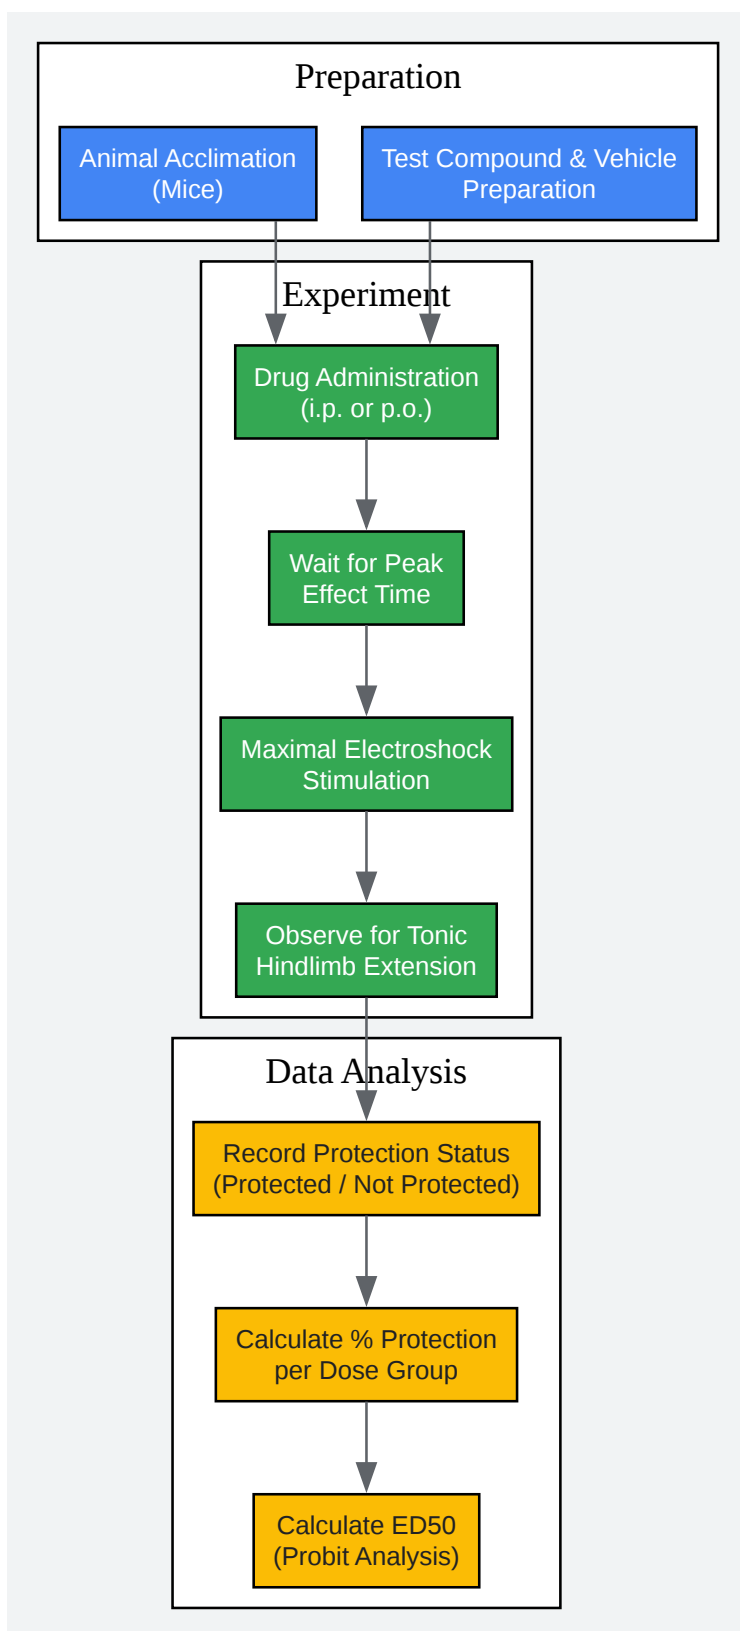 Preparation
Animal Acclimation
(Mice)
Test Compound & Vehicle
Preparation
Experiment
Drug Administration
(i.p. or p.o.)
Wait for Peak
Effect Time
Maximal Electroshock
Stimulation
Observe for Tonic
Hindlimb Extension
Data Analysis
Record Protection Status
(Protected / Not Protected)
Calculate % Protection
per Dose Group
Calculate ED50
(Probit Analysis)